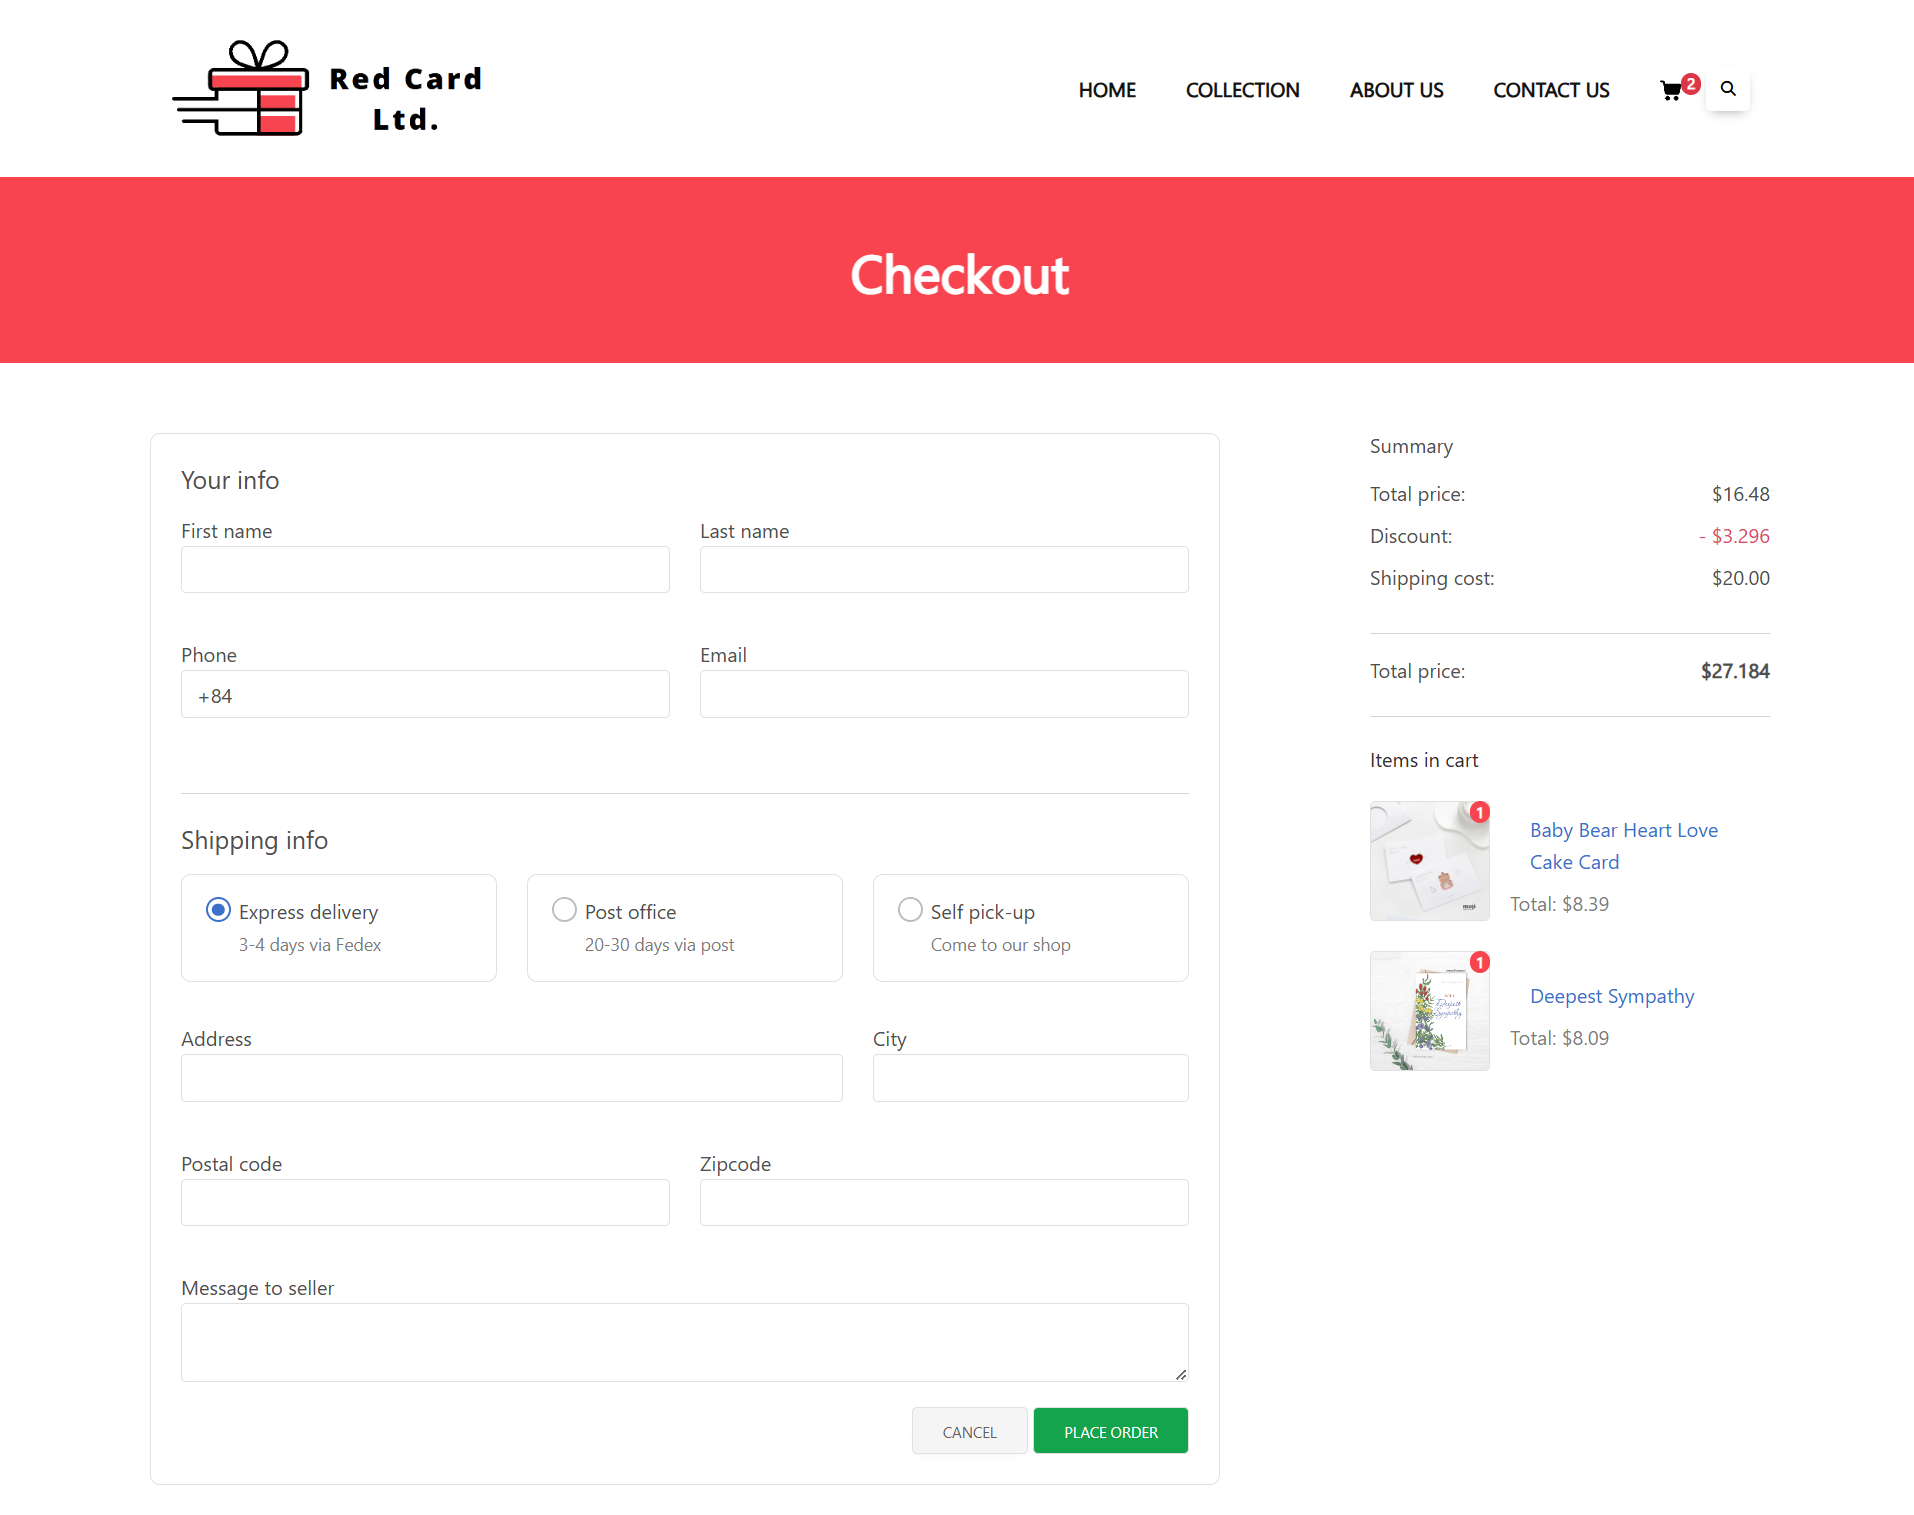 Red Card
Ltd.
HOME
COLLECTION
ABOUT US
CONTACT US
2
Checkout
Your info
First name
Last name
Phone
Email
+84
Shipping info
Express delivery
3-4 days via Fedex
Post office
20-30 days via post
Self pick-up
Come to our shop
Address
City
Postal code
Zipcode
Message to seller
CANCEL
PLACE ORDER
Summary
Total price:
$16.48
Discount:
- $3.296
Shipping cost:
$20.00
Total price:
$27.184
Items in cart
1
moji
Baby Bear Heart Love
Cake Card
Total: $8.39
1
Deepest
Sympathy
Deepest Sympathy
Total: $8.09